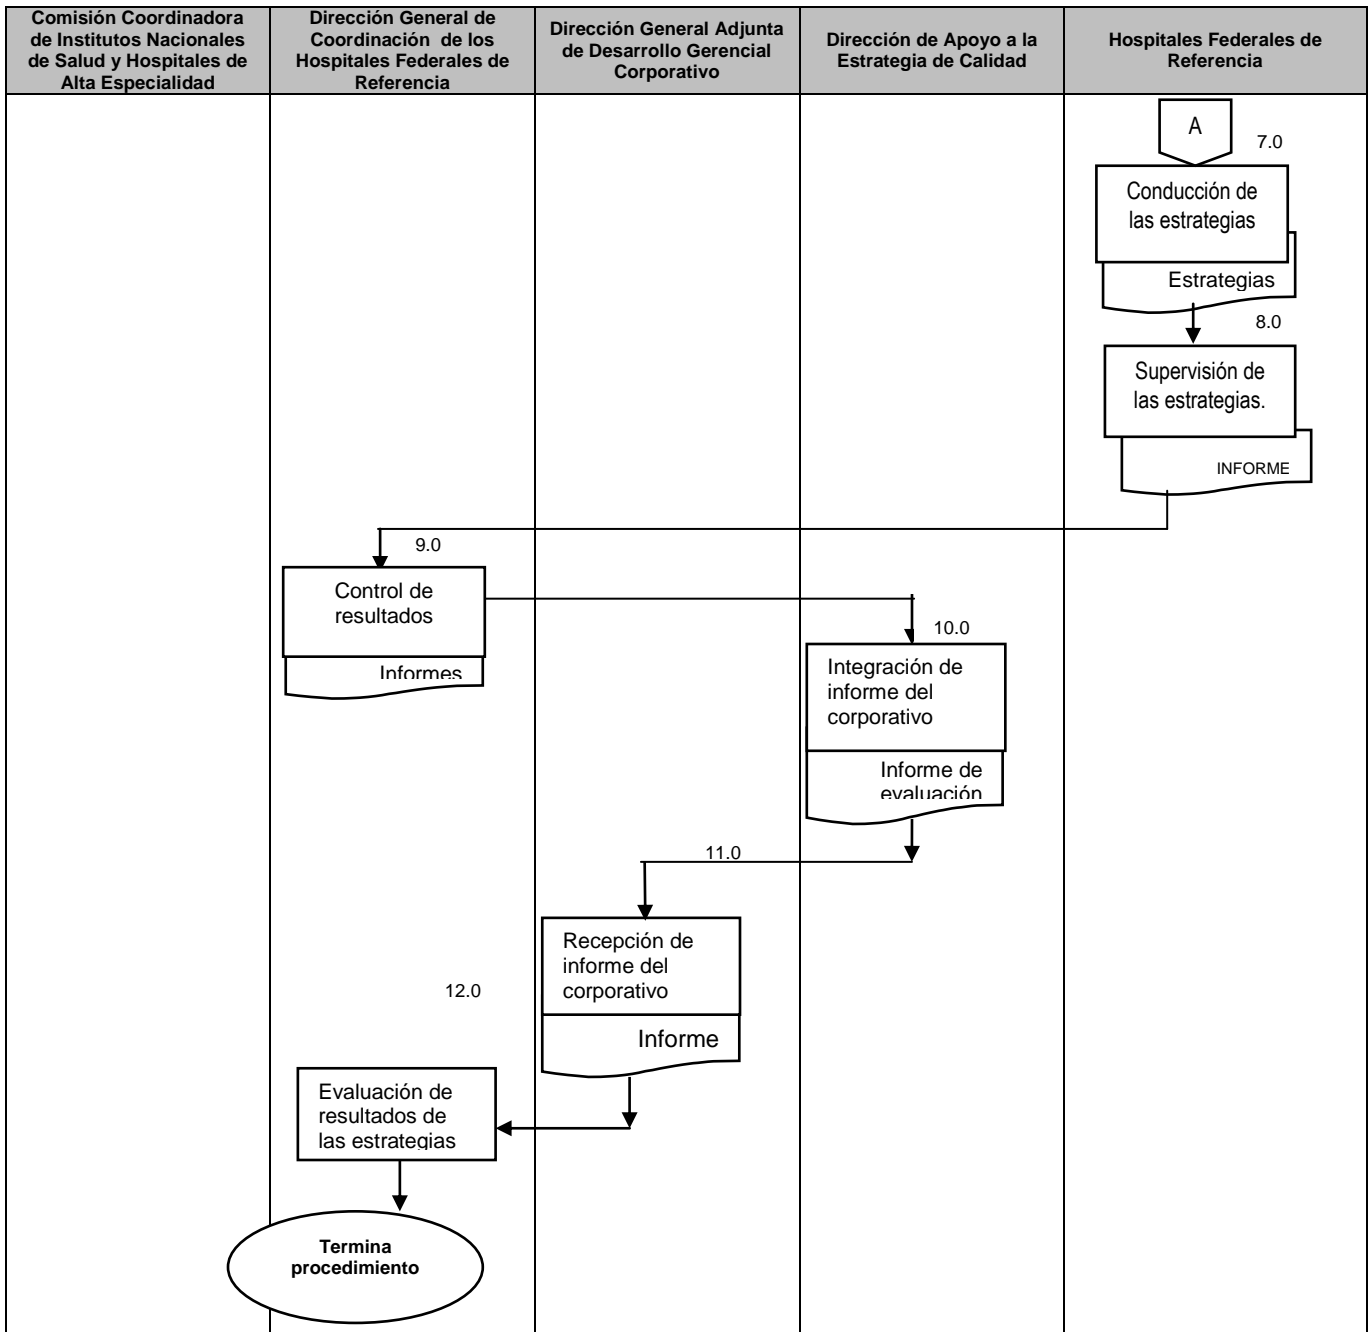 Comisión Coordinadora
de Institutos Nacionales
de Salud y Hospitales de
Alta Especialidad
Dirección General de
Coordinación de los
Hospitales Federales de
Referencia
Dirección General Adjunta
de Desarrollo Gerencial
Corporativo
Dirección de Apoyo a la
Estrategia de Calidad
Hospitales Federales de
Referencia
A
7.0
Conducción de
las estrategias
Estrategias
8.0
Supervisión de
las estrategias.
INFORME
9.0
Control de
resultados
Informes
10.0
Integración de
informe del
corporativo
Informe de
evaluación
11.0
Recepción de
informe del
corporativo
Informe
12.0
Evaluación de
resultados de
las estrategias
Termina
procedimiento